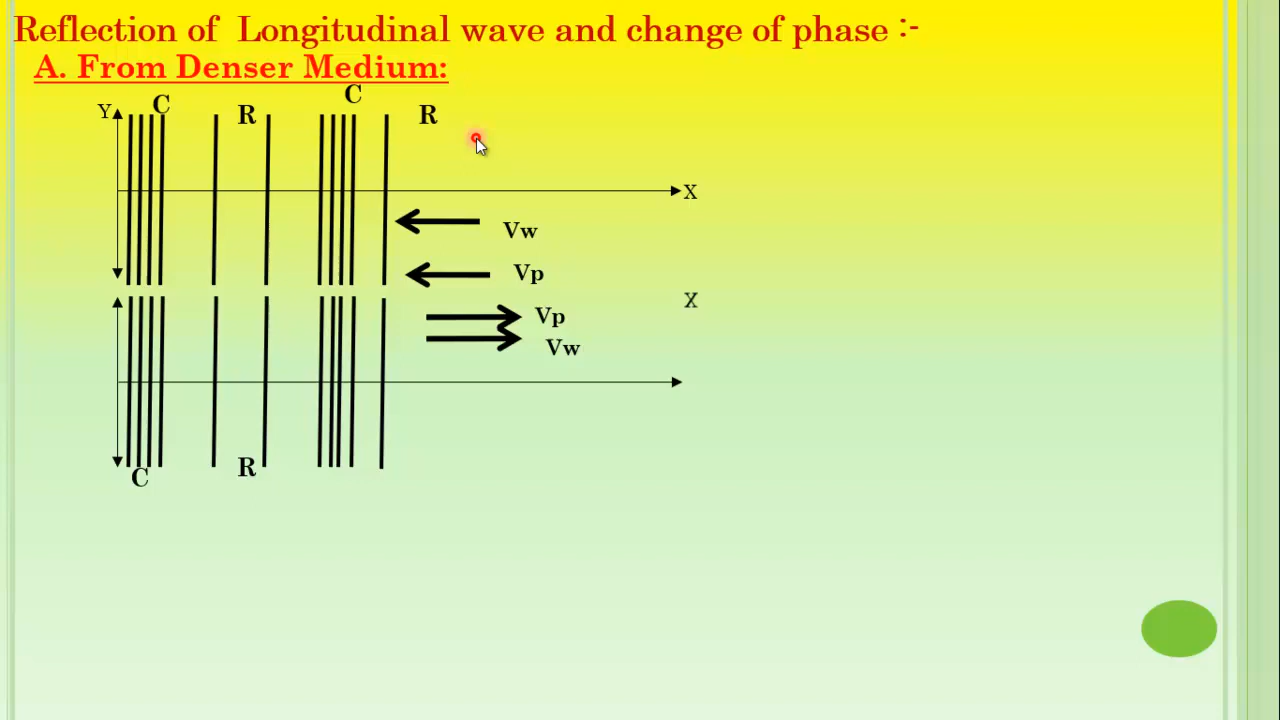 Reflection of Longitudinal wave and change of phase :-
A. From Denser Medium:
C
Y C R R
X
Vw
Vp
X
Vp
Vw
R
C